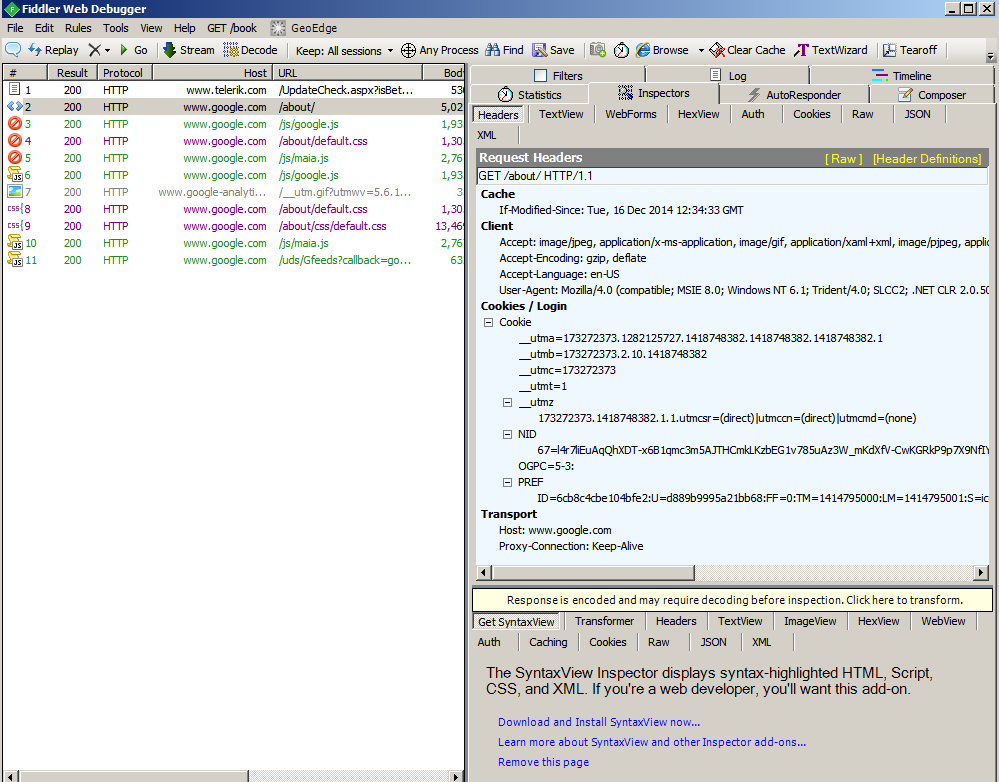 Fiddler Web Debugger
File Edit Rules Tools View Help GET /book GeoEdge
Replay Go Stream Decode Keep: All sessions Any Process Find Save Browse Clear Cache TextWizard Tearoff
# Result Protocol Host URL Body
1 200 HTTP www.telerik.com /UpdateCheck.aspx?isBet... 530
2 200 HTTP www.google.com /about/ 5,02
3 200 HTTP www.google.com /js/google.js 1,93
4 200 HTTP www.google.com /about/default.css 1,30
5 200 HTTP www.google.com /js/maia.js 2,76
6 200 HTTP www.google.com /js/google.js 1,93
7 200 HTTP www.google-analyti... /__utm.gif?utmwv=5.6.1... 3
8 200 HTTP www.google.com /about/default.css 1,30
9 200 HTTP www.google.com /about/css/default.css 13,46
10 200 HTTP www.google.com /js/maia.js 2,76
11 200 HTTP www.google.com /uds/Gfeeds?callback=go... 63
Filters Log Timeline
Statistics Inspectors AutoResponder Composer
Headers TextView WebForms HexView Auth Cookies Raw JSON
XML
Request Headers [ Raw ] [Header Definitions]
GET /about/ HTTP/1.1
Cache
If-Modified-Since: Tue, 16 Dec 2014 12:34:33 GMT
Client
Accept: image/jpeg, application/x-ms-application, image/gif, application/xaml+xml, image/pjpeg, applic
Accept-Encoding: gzip, deflate
Accept-Language: en-US
User-Agent: Mozilla/4.0 (compatible; MSIE 8.0; Windows NT 6.1; Trident/4.0; SLCC2; .NET CLR 2.0.50
Cookies / Login
Cookie
__utma=173272373.1282125727.1418748382.1418748382.1418748382.1
__utmb=173272373.2.10.1418748382
__utmc=173272373
__utmt=1
__utmz
173272373.1418748382.1.1.utmcsr=(direct)|utmccn=(direct)|utmcmd=(none)
NID
67=l4r7liEuAqQhXDT-x6B1qmc3m5AJTHCmkLKzbEG1v785uAz3W_mKdXfV-CwKGRkP9p7X9NfIY
OGPC=5-3:
PREF
ID=6cb8c4cbe104bfe2:U=d889b9995a21bb68:FF=0:TM=1414795000:LM=1414795001:S=ic
Transport
Host: www.google.com
Proxy-Connection: Keep-Alive
Response is encoded and may require decoding before inspection. Click here to transform.
Get SyntaxView Transformer Headers TextView ImageView HexView WebView
Auth Caching Cookies Raw JSON XML
The SyntaxView Inspector displays syntax-highlighted HTML, Script,
CSS, and XML. If you're a web developer, you'll want this add-on.
Download and Install SyntaxView now...
Learn more about SyntaxView and other Inspector add-ons...
Remove this page